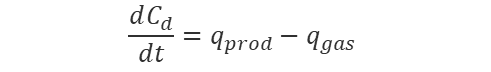 dC_d/dt = q_prod − q_gas